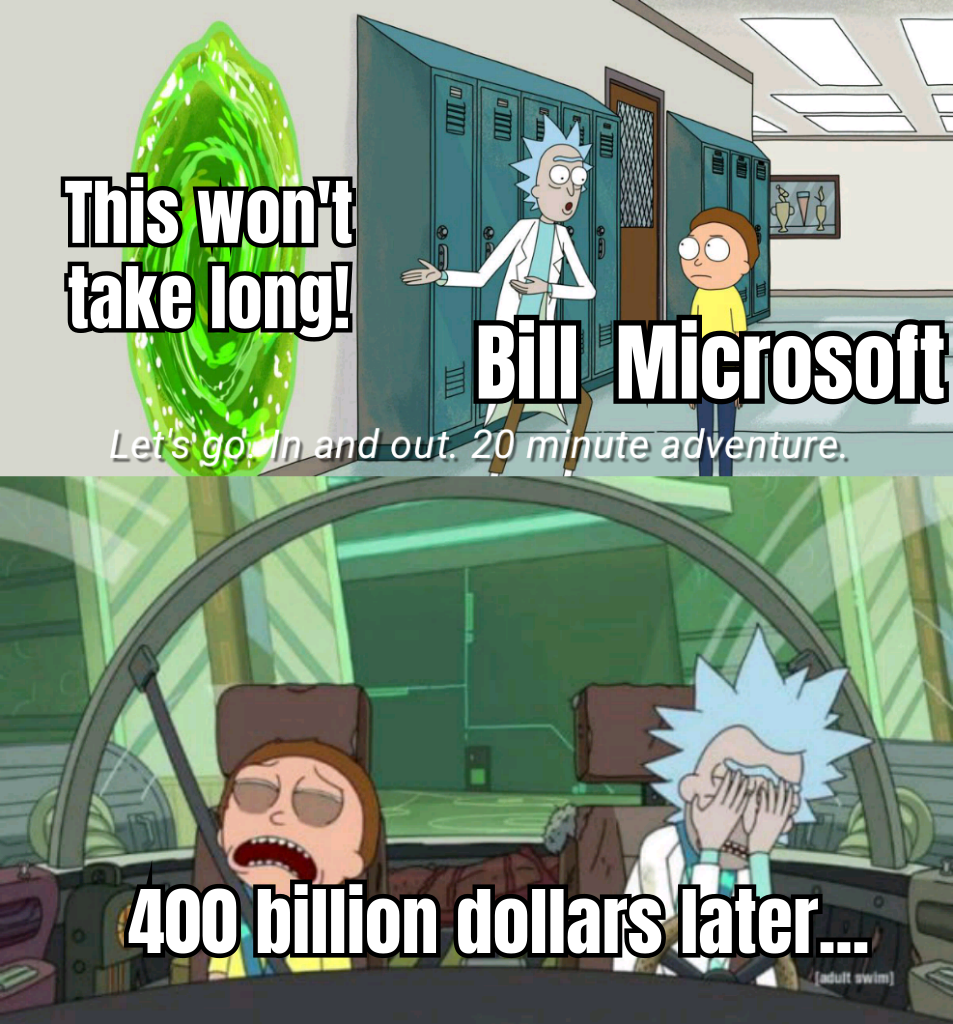 This won't
take long!
Bill Microsoft
Let's go. In and out. 20 minute adventure.
400 billion dollars later...
[adult swim]